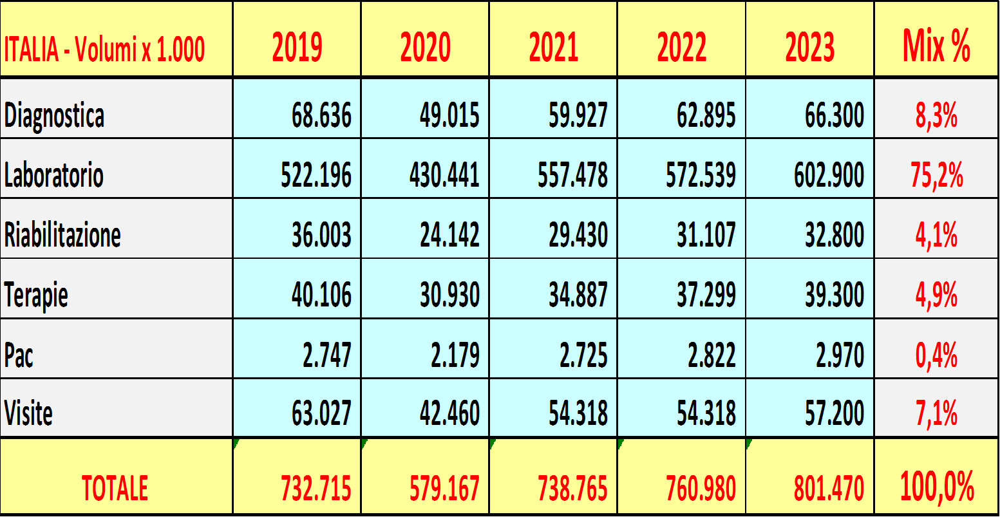 ITALIA - Volumi x 1.000 2019 2020 2021 2022 2023 Mix %
Diagnostica 68.636 49.015 59.927 62.895 66.300 8,3%
Laboratorio 522.196 430.441 557.478 572.539 602.900 75,2%
Riabilitazione 36.003 24.142 29.430 31.107 32.800 4,1%
Terapie 40.106 30.930 34.887 37.299 39.300 4,9%
Pac 2.747 2.179 2.725 2.822 2.970 0,4%
Visite 63.027 42.460 54.318 54.318 57.200 7,1%
TOTALE 732.715 579.167 738.765 760.980 801.470 100,0%